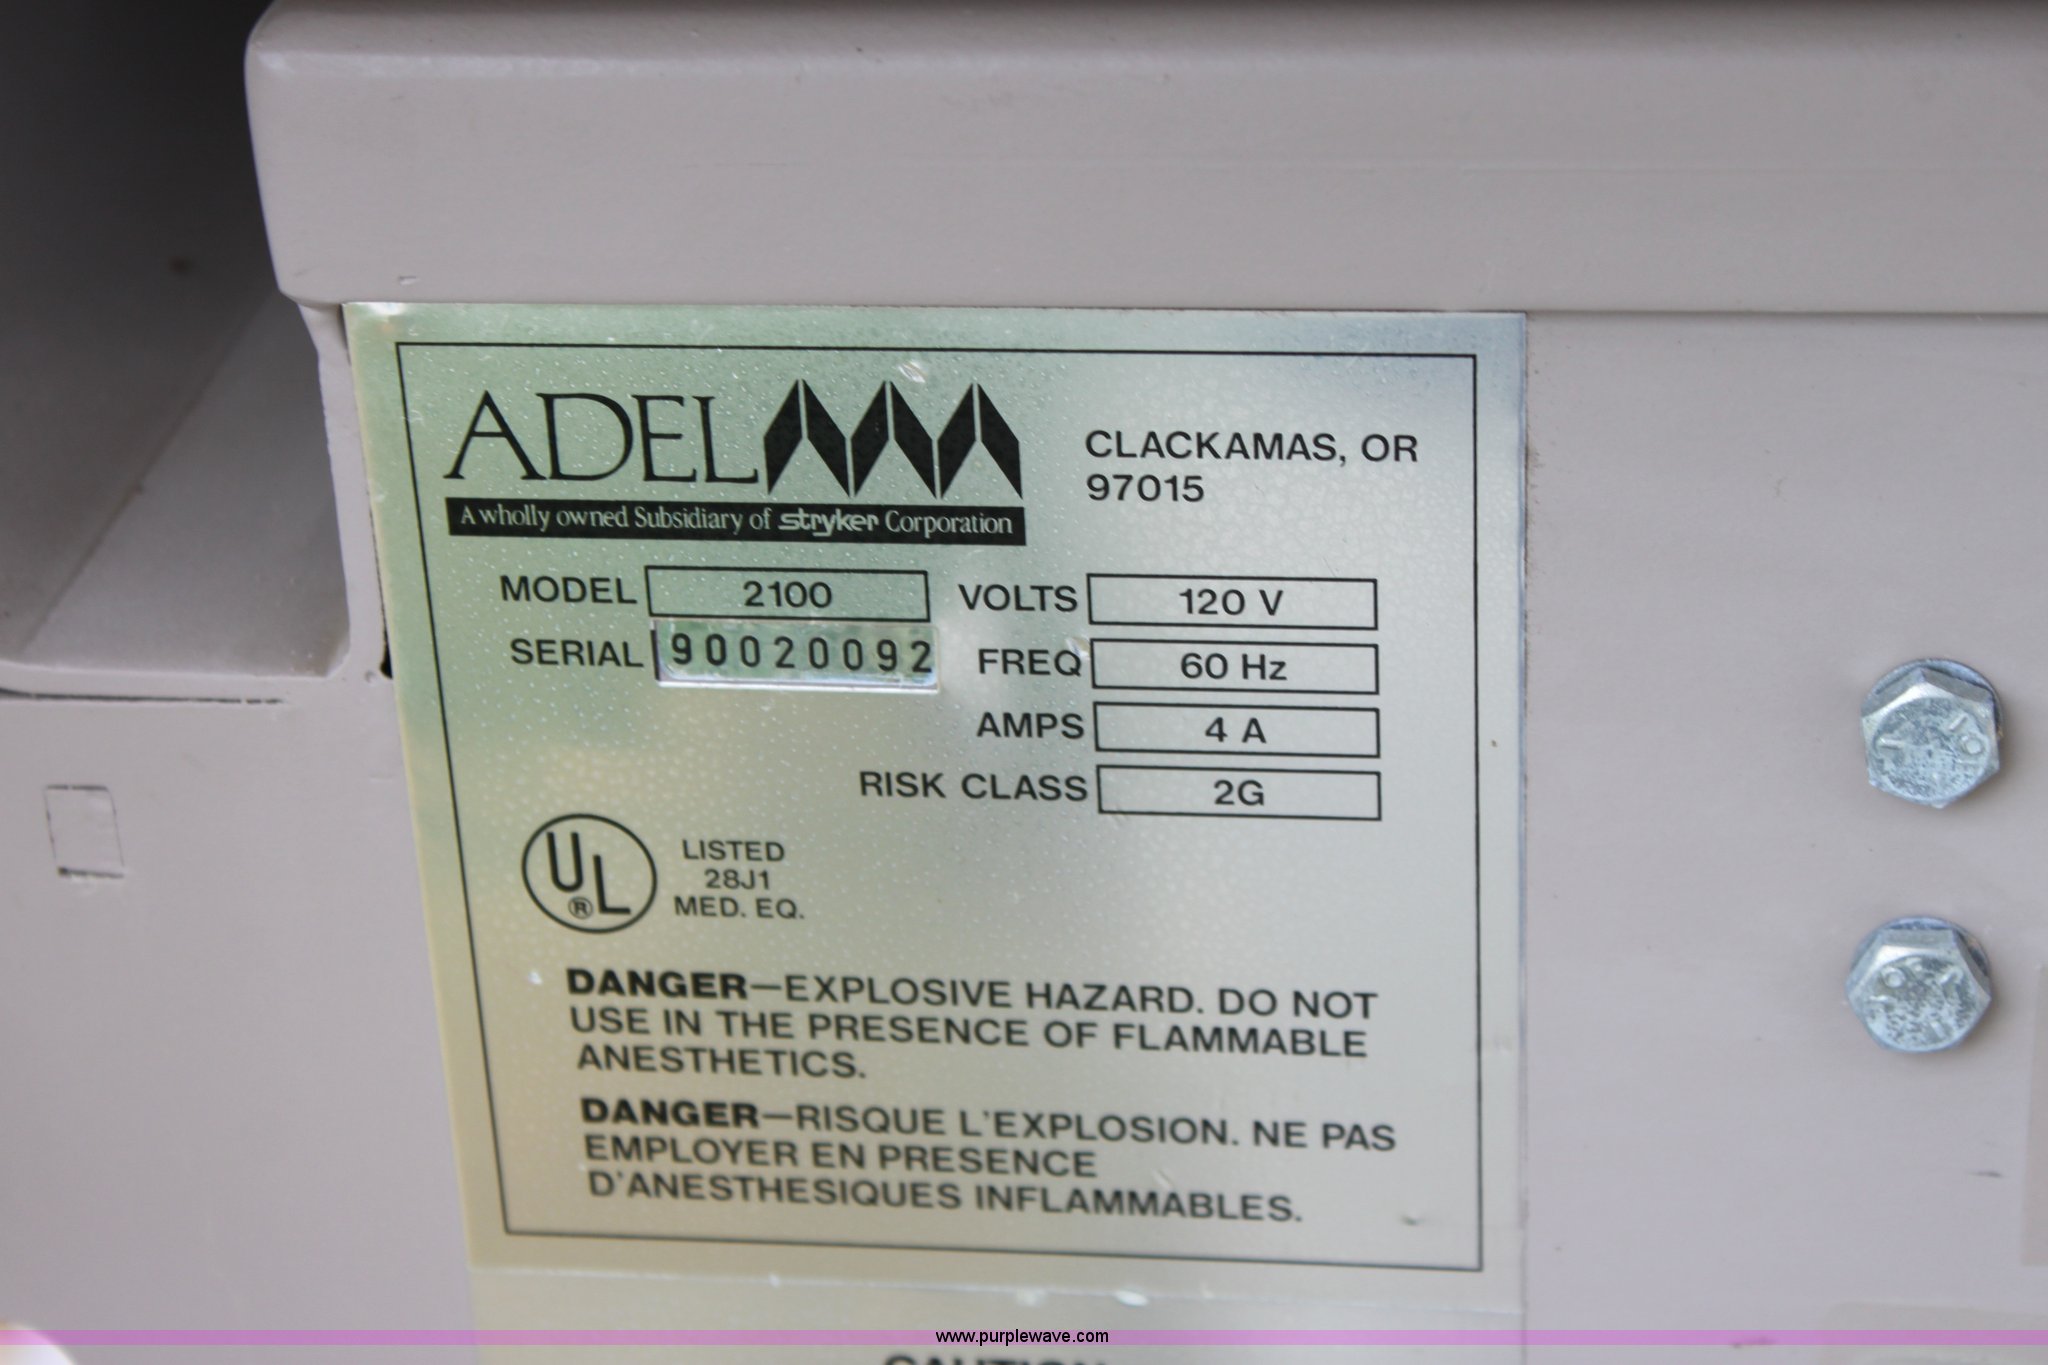 ADEL
CLACKAMAS, OR
97015
A wholly owned Subsidiary of stryker Corporation
MODEL 2100
VOLTS 120 V
SERIAL 90020092
FREQ 60 Hz
AMPS 4 A
RISK CLASS 2G
UL
®
LISTED
28J1
MED. EQ.
DANGER—EXPLOSIVE HAZARD. DO NOT
USE IN THE PRESENCE OF FLAMMABLE
ANESTHETICS.
DANGER—RISQUE L'EXPLOSION. NE PAS
EMPLOYER EN PRESENCE
D'ANESTHESIQUES INFLAMMABLES.
www.purplewave.com
CAUTION